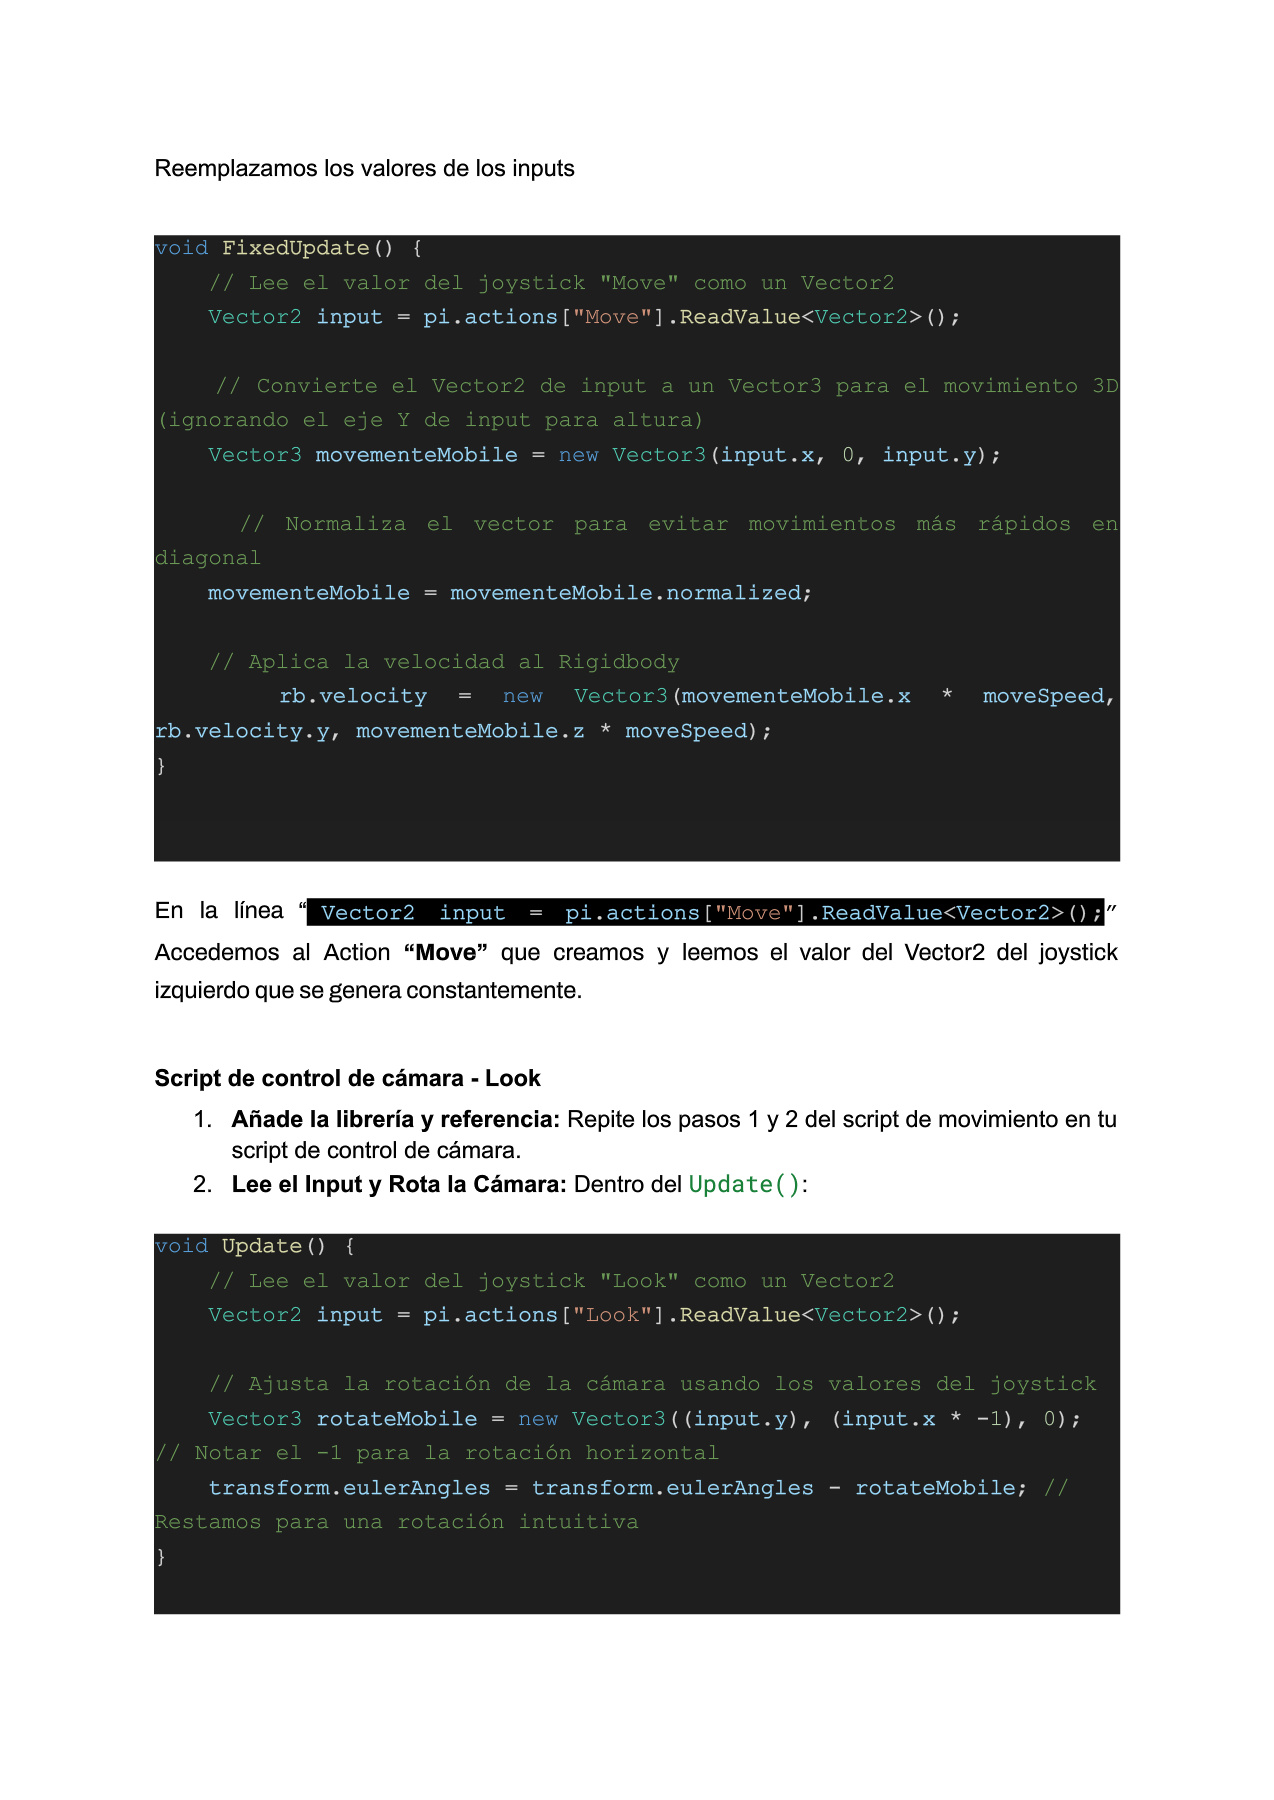 Reemplazamos los valores de los inputs
void FixedUpdate() {
    // Lee el valor del joystick "Move" como un Vector2
    Vector2 input = pi.actions["Move"].ReadValue<Vector2>();
    // Convierte el Vector2 de input a un Vector3 para el movimiento 3D
(ignorando el eje Y de input para altura)
    Vector3 movementeMobile = new Vector3(input.x, 0, input.y);
    // Normaliza el vector para evitar movimientos más rápidos en
diagonal
    movementeMobile = movementeMobile.normalized;
    // Aplica la velocidad al Rigidbody
    rb.velocity = new Vector3(movementeMobile.x * moveSpeed,
rb.velocity.y, movementeMobile.z * moveSpeed);
}
En la línea “ Vector2 input = pi.actions["Move"].ReadValue<Vector2>();”
Accedemos al Action “Move” que creamos y leemos el valor del Vector2 del joystick
izquierdo que se genera constantemente.
Script de control de cámara - Look
1. Añade la librería y referencia: Repite los pasos 1 y 2 del script de movimiento en tu
script de control de cámara.
2. Lee el Input y Rota la Cámara: Dentro del Update():
void Update() {
    // Lee el valor del joystick "Look" como un Vector2
    Vector2 input = pi.actions["Look"].ReadValue<Vector2>();
    // Ajusta la rotación de la cámara usando los valores del joystick
    Vector3 rotateMobile = new Vector3((input.y), (input.x * -1), 0);
// Notar el -1 para la rotación horizontal
    transform.eulerAngles = transform.eulerAngles - rotateMobile; //
Restamos para una rotación intuitiva
}